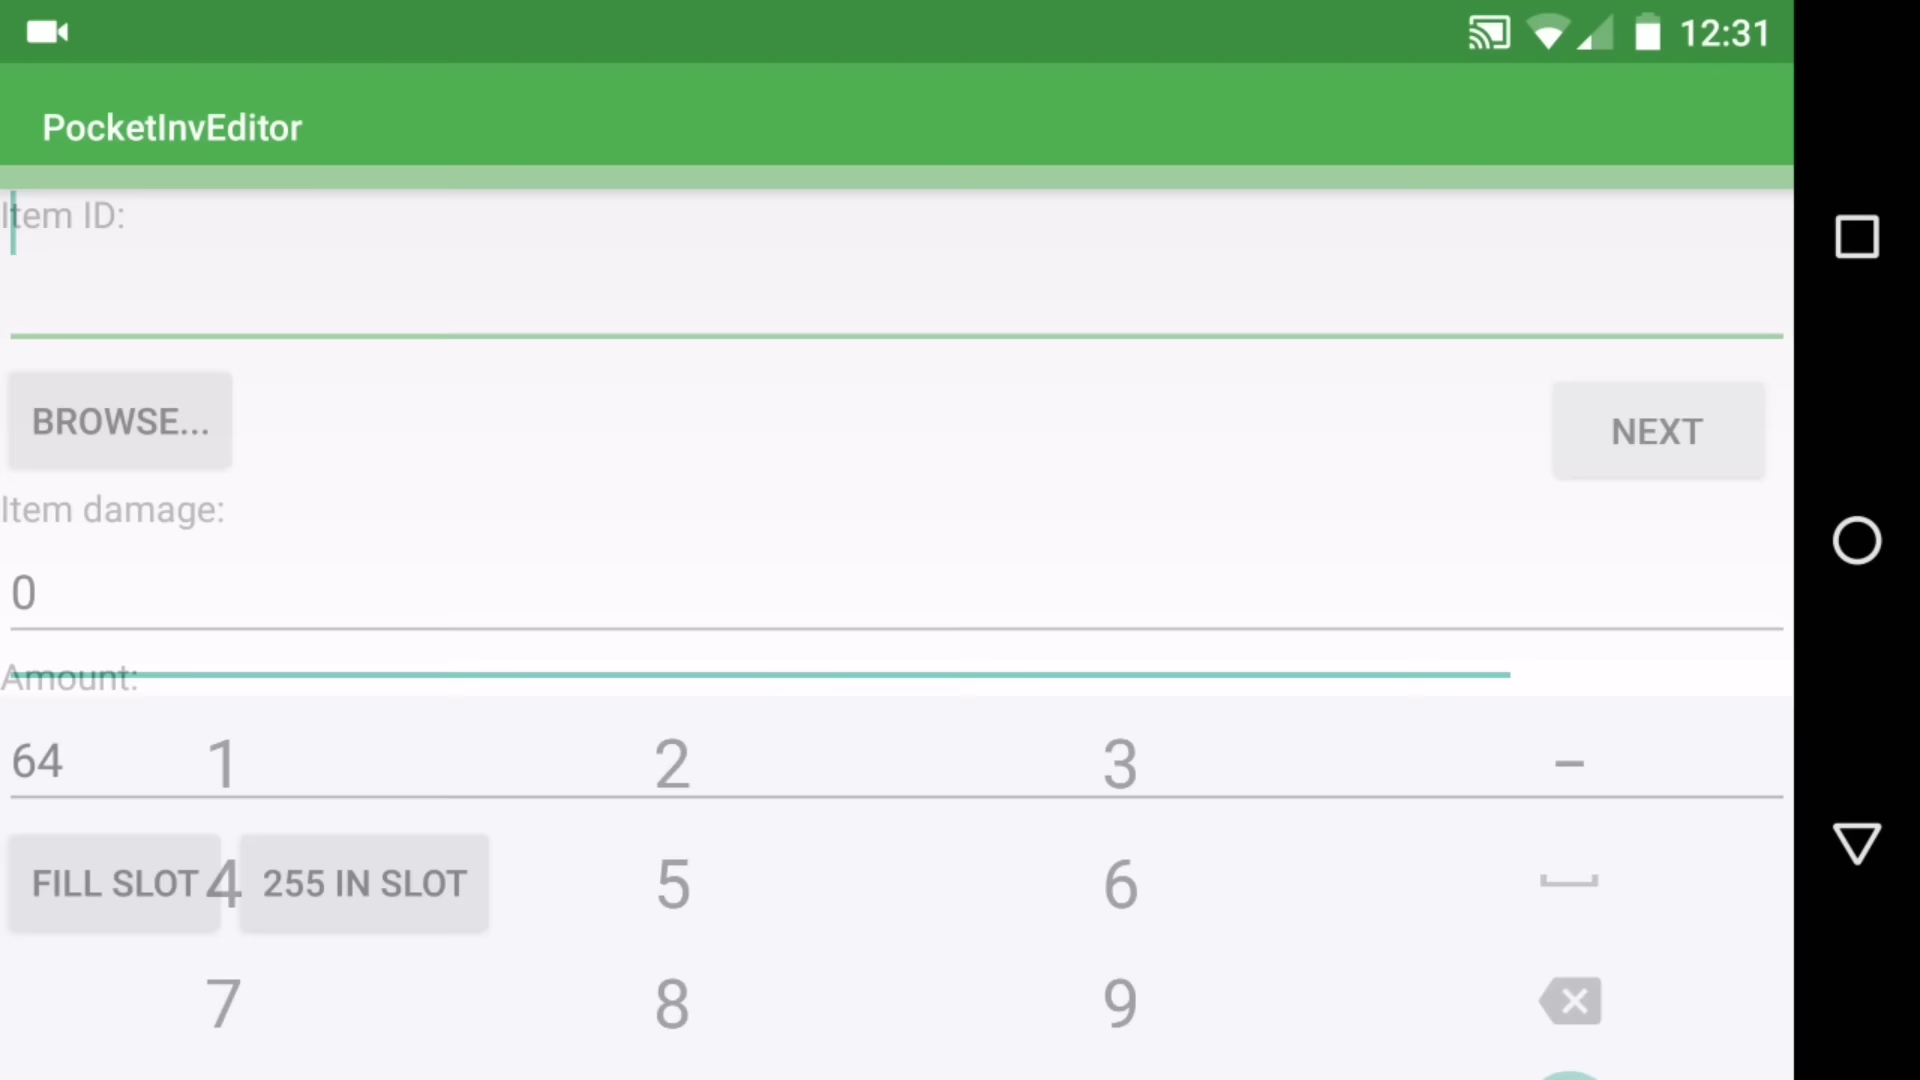 12:31
PocketInvEditor
Item ID:
BROWSE...
NEXT
Item damage:
0
Amount:
64
1 2 3 -
FILL SLOT
255 IN SLOT
4 5 6
7 8 9